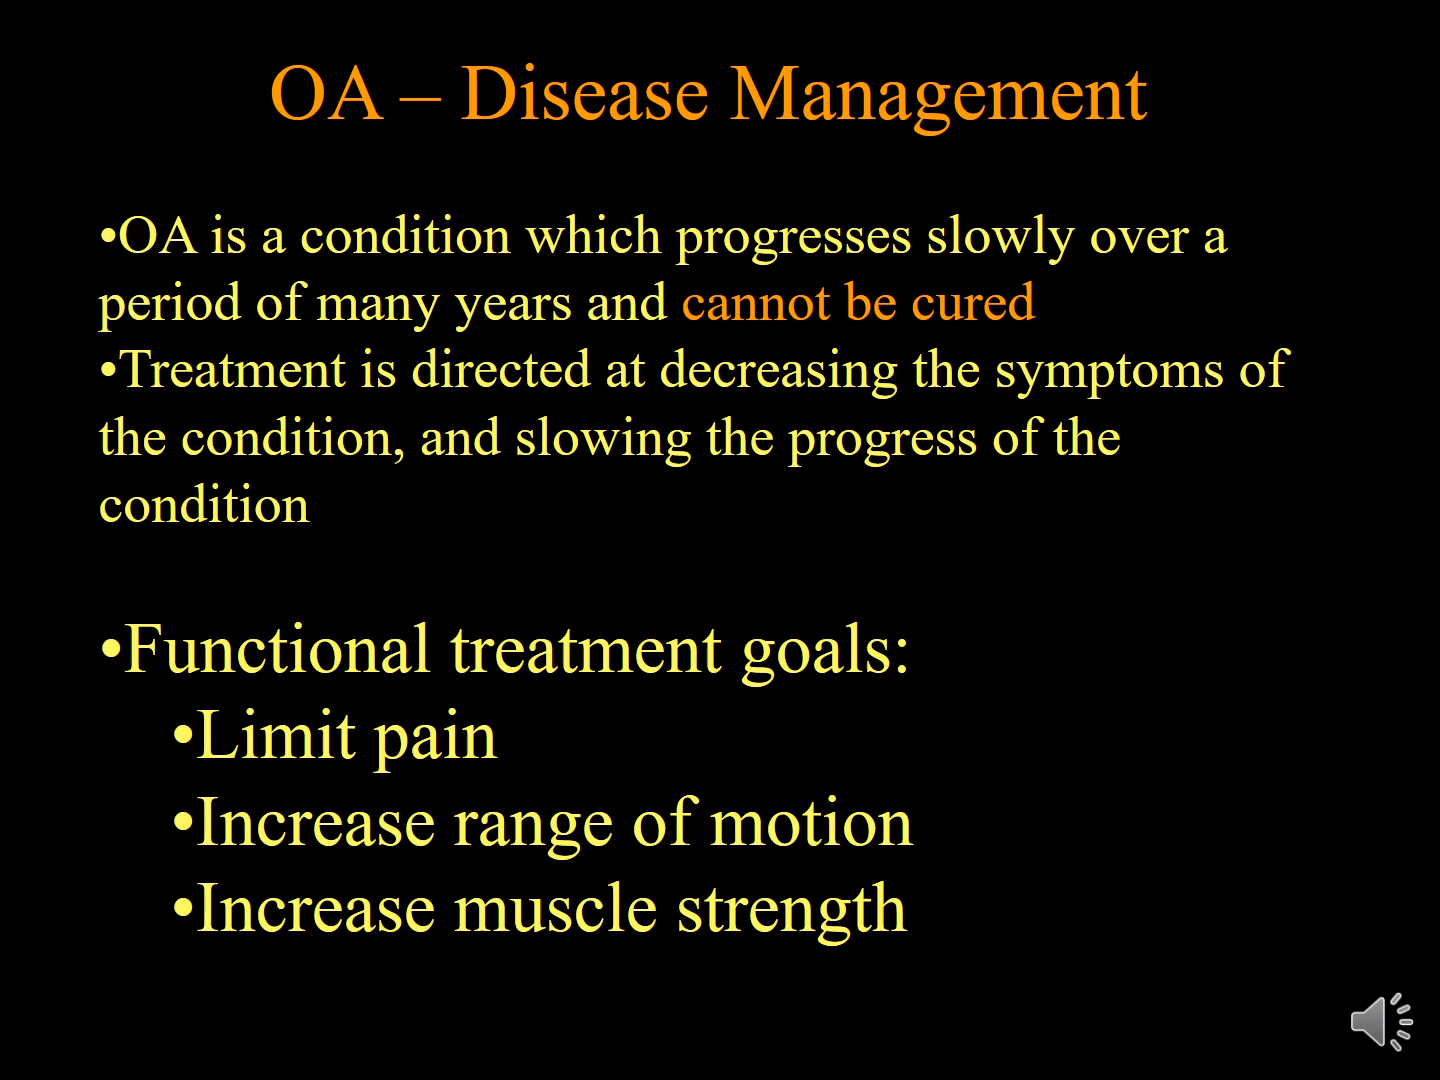 OA – Disease Management
•OA is a condition which progresses slowly over a
period of many years and cannot be cured
•Treatment is directed at decreasing the symptoms of
the condition, and slowing the progress of the
condition
•Functional treatment goals:
•Limit pain
•Increase range of motion
•Increase muscle strength